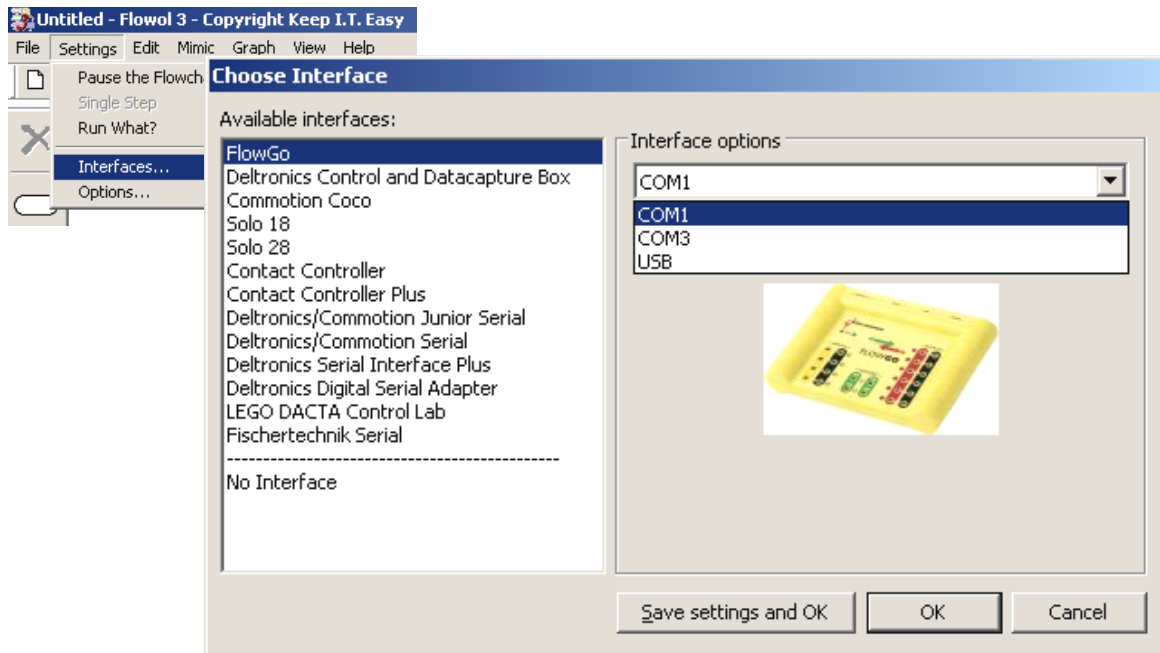 Untitled - Flowol 3 - Copyright Keep I.T. Easy
File Settings Edit Mimic Graph View Help
Pause the Flowch
Single Step
Run What?
Interfaces...
Options...
Choose Interface
Available interfaces:
FlowGo
Deltronics Control and Datacapture Box
Commotion Coco
Solo 18
Solo 28
Contact Controller
Contact Controller Plus
Deltronics/Commotion Junior Serial
Deltronics/Commotion Serial
Deltronics Serial Interface Plus
Deltronics Digital Serial Adapter
LEGO DACTA Control Lab
Fischertechnik Serial
--------------------------------------------
No Interface
Interface options
COM1
COM1
COM3
USB
FLOWGO
Save settings and OK OK Cancel